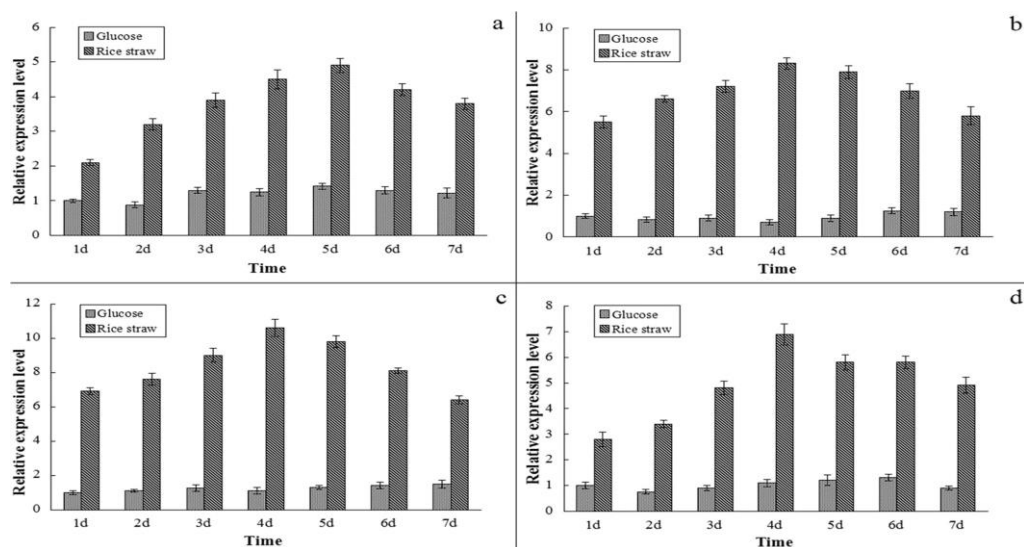 a
Glucose
Rice straw
Relative expression level
6
5
4
3
2
1
0
1d 2d 3d 4d 5d 6d 7d
Time
b
Glucose
Rice straw
Relative expression level
10
8
6
4
2
0
1d 2d 3d 4d 5d 6d 7d
Time
c
Glucose
Rice straw
Relative expression level
12
10
8
6
4
2
0
1d 2d 3d 4d 5d 6d 7d
Time
d
Glucose
Rice straw
Relative expression level
8
7
6
5
4
3
2
1
0
1d 2d 3d 4d 5d 6d 7d
Time